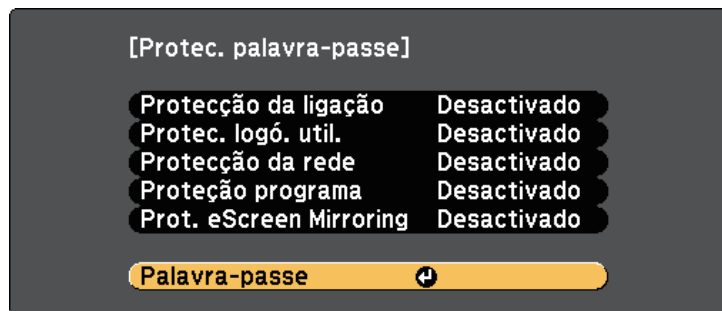 [Protec. palavra-passe]
Protecção da ligação Desactivado
Protec. logó. util. Desactivado
Protecção da rede Desactivado
Proteção programa Desactivado
Prot. eScreen Mirroring Desactivado
Palavra-passe